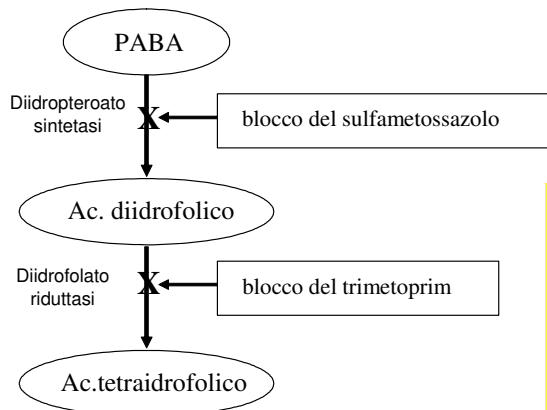 PABA
Diidropteroato
sintetasi
X
blocco del sulfametossazolo
Ac. diidrofolico
Diidrofolato
riduttasi
X
blocco del trimetoprim
Ac.tetraidrofolico